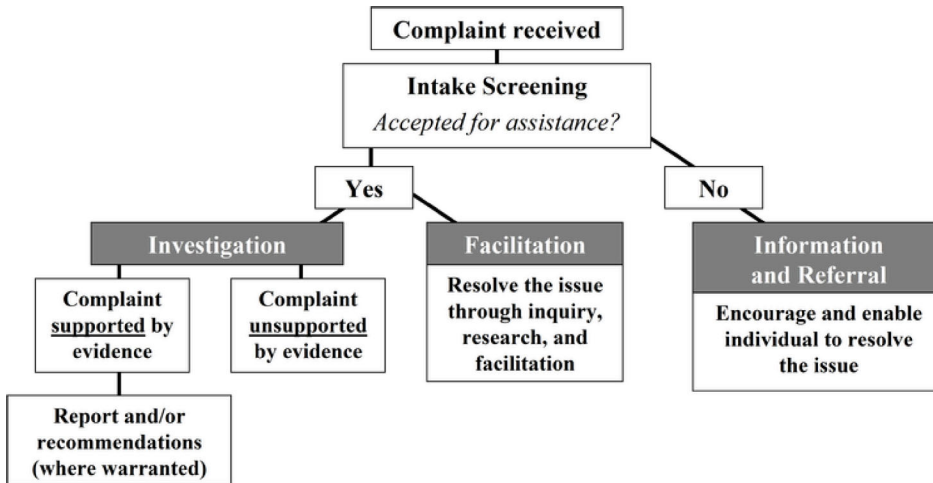 Complaint received
Intake Screening
Accepted for assistance?
Yes
No
Investigation
Facilitation
Information
and Referral
Complaint
supported by
evidence
Complaint
unsupported
by evidence
Resolve the issue
through inquiry,
research, and
facilitation
Encourage and enable
individual to resolve
the issue
Report and/or
recommendations
(where warranted)